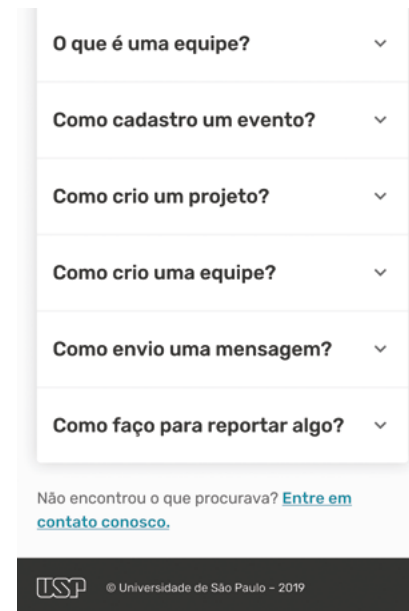 O que é uma equipe?
Como cadastro um evento?
Como crio um projeto?
Como crio uma equipe?
Como envio uma mensagem?
Como faço para reportar algo?
Não encontrou o que procurava? Entre em
contato conosco.
USP © Universidade de São Paulo – 2019